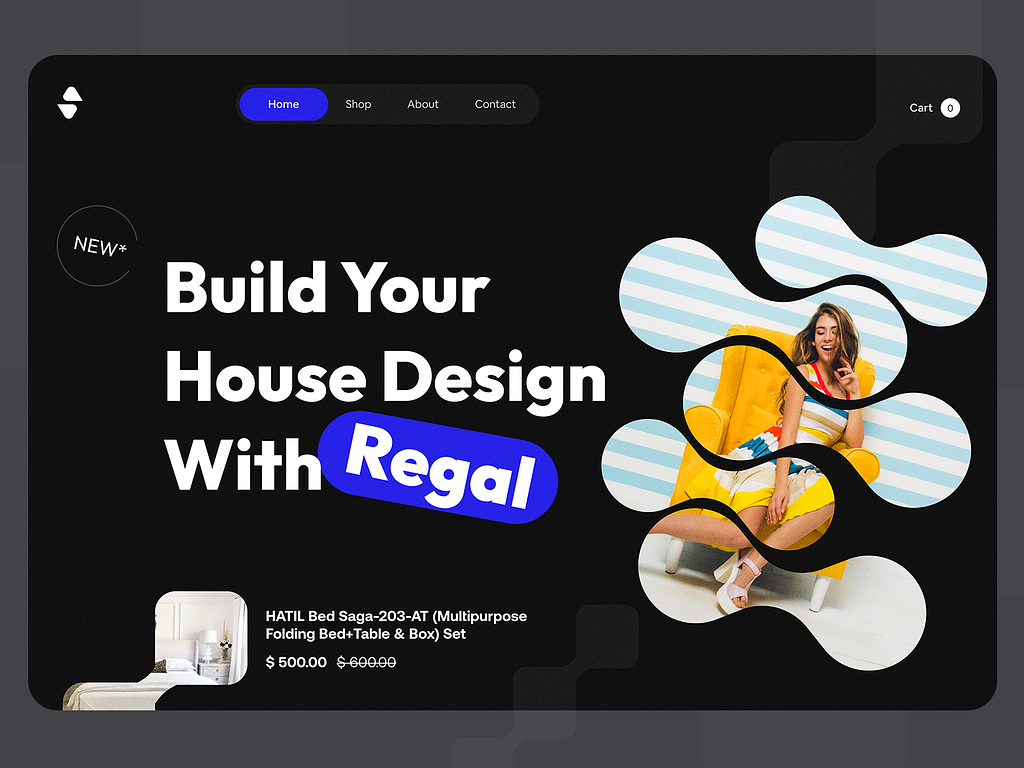 Home
Shop
About
Contact
Cart 0
NEW*
Build Your
House Design
With Regal
HATIL Bed Saga-203-AT (Multipurpose
Folding Bed+Table & Box) Set
$ 500.00 $ 600.00